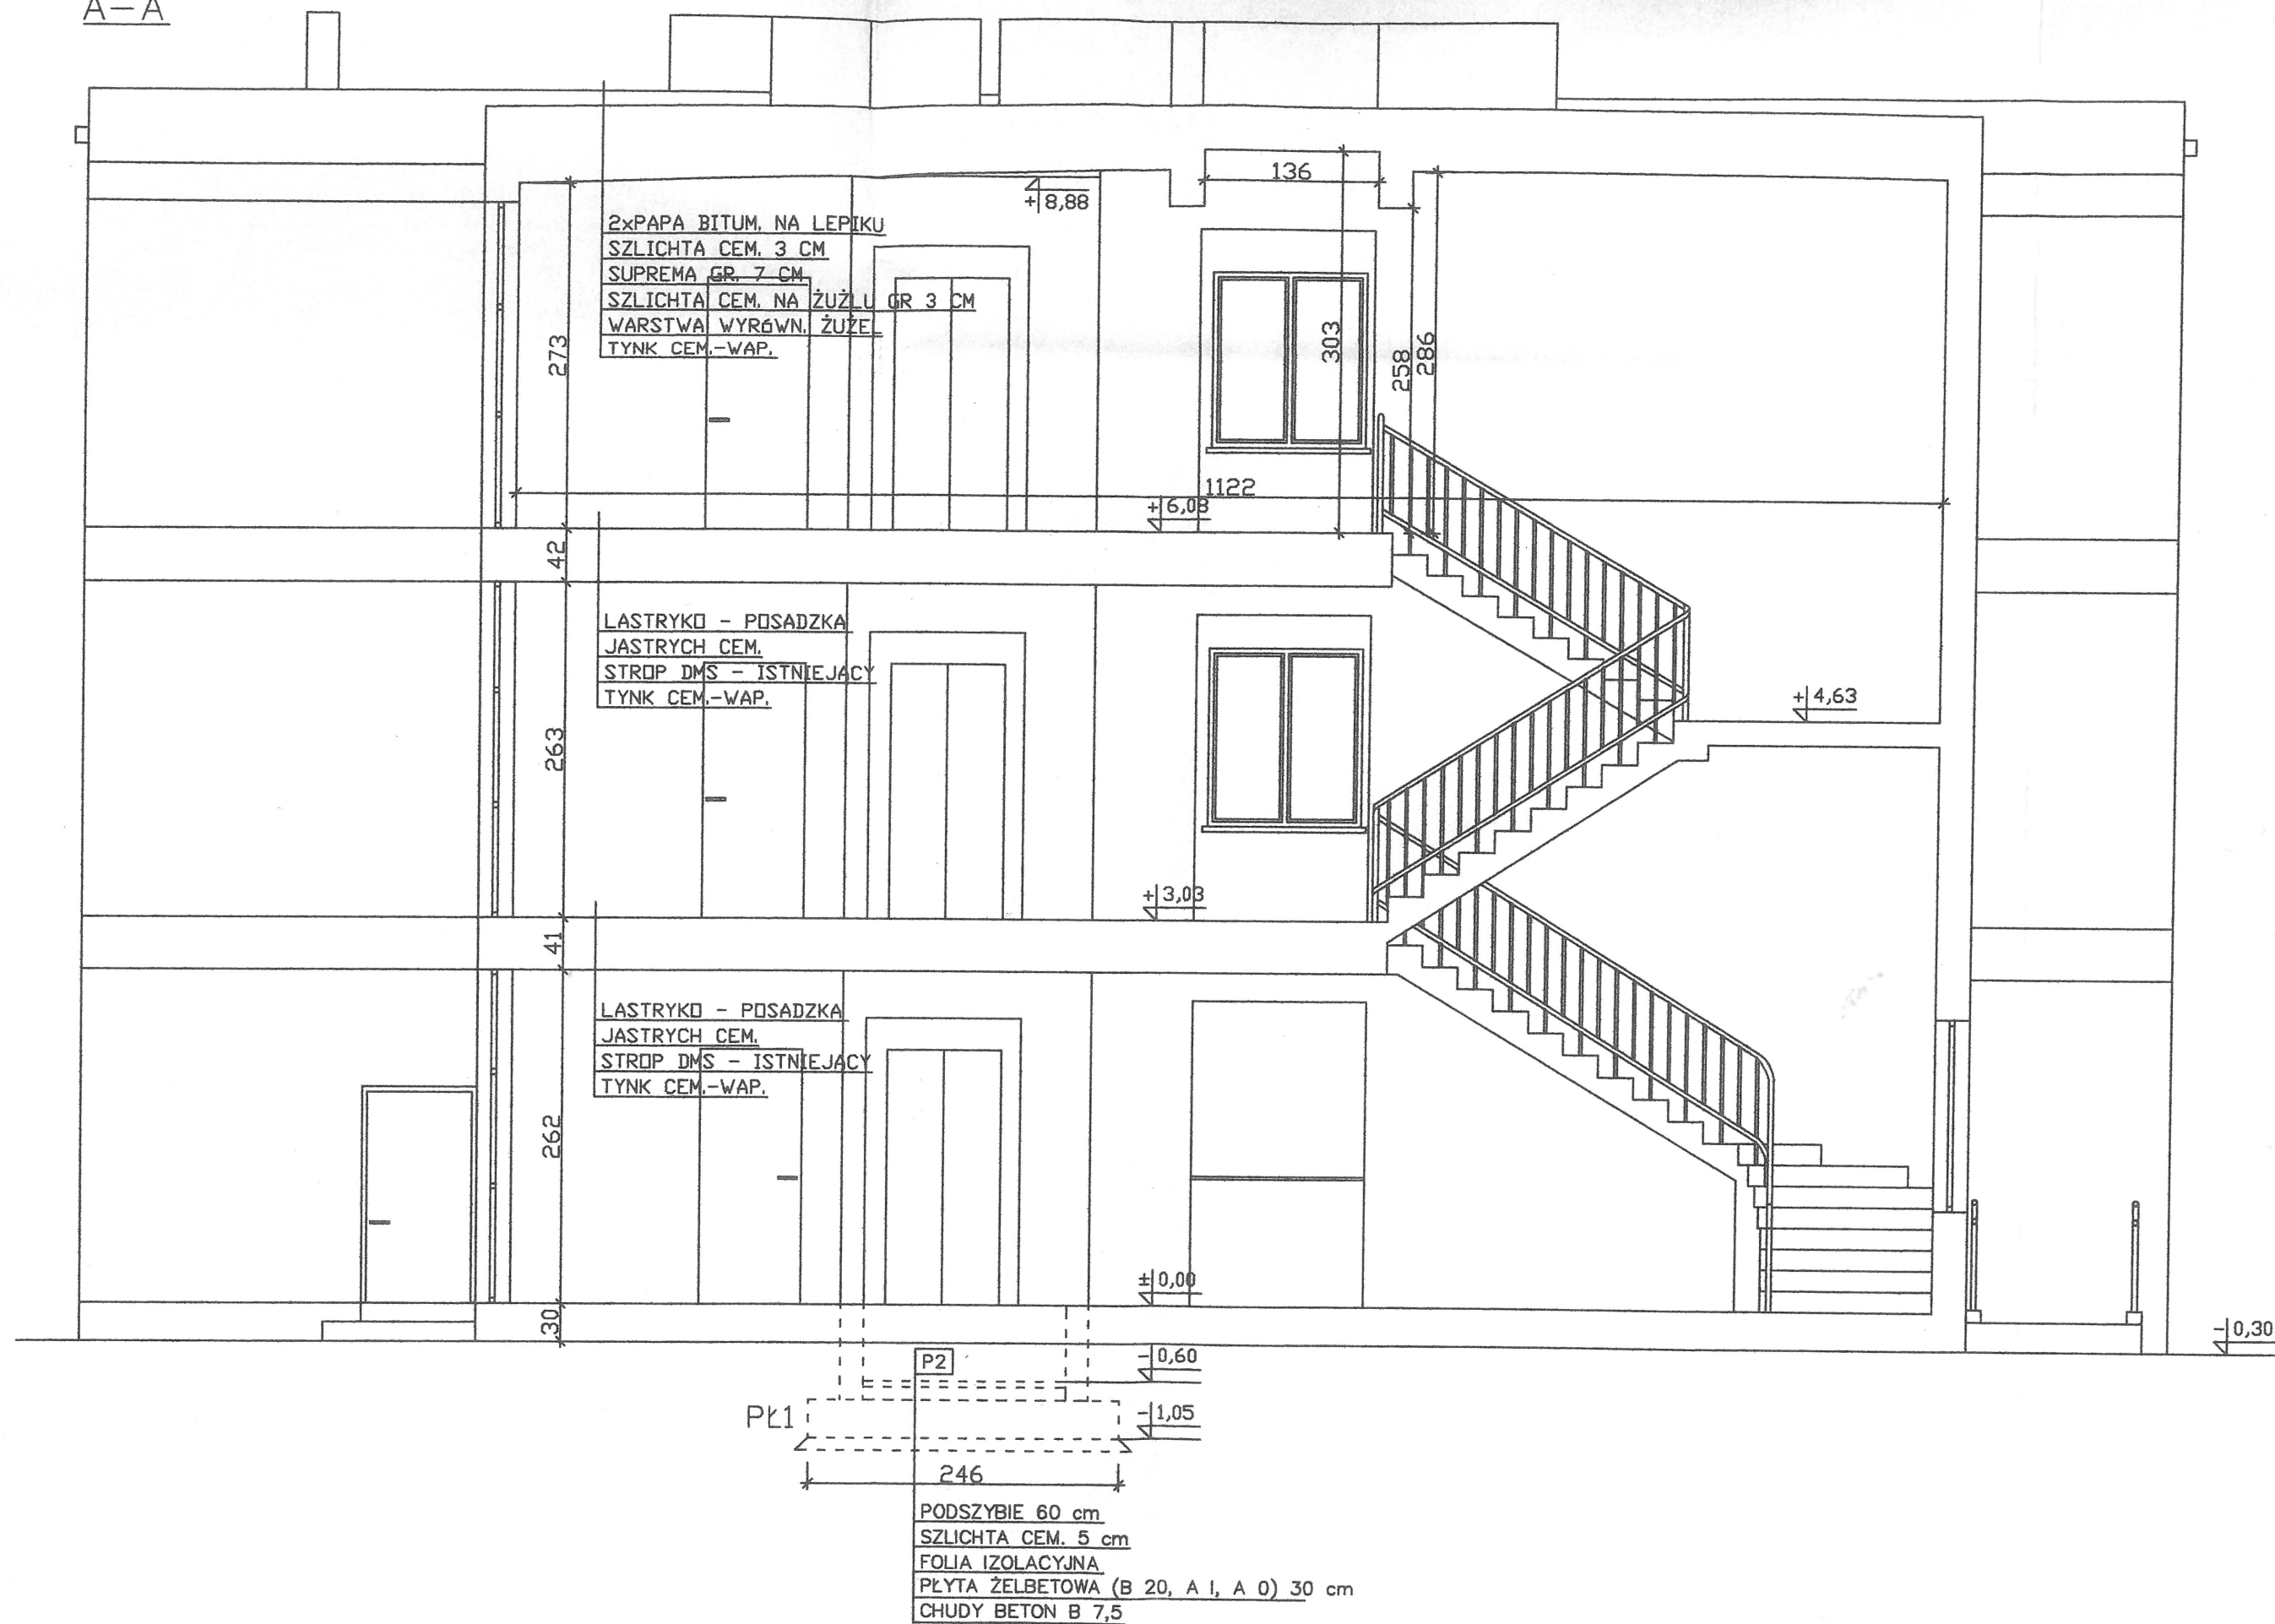 A-A
136
+8,88
2xPAPA BITUM. NA LEPIKU
SZLICHTA CEM. 3 CM
SUPREMA GR. 7 CM
SZLICHTA CEM. NA ŻUŻLU GR 3 CM
WARSTWA WYRÓWN. ŻUŻEL
TYNK CEM.-WAP.
273
303
258
286
1122
+6,08
42
LASTRYKO - POSADZKA
JASTRYCH CEM.
STROP DMS - ISTNIEJACY
TYNK CEM.-WAP.
+4,63
263
+3,03
41
LASTRYKO - POSADZKA
JASTRYCH CEM.
STROP DMS - ISTNIEJACY
TYNK CEM.-WAP.
262
±0,00
30
-0,30
P2
-0,60
PŁ1
-1,05
246
PODSZYBIE 60 cm
SZLICHTA CEM. 5 cm
FOLIA IZOLACYJNA
PŁYTA ŻELBETOWA (B 20, A I, A 0) 30 cm
CHUDY BETON B 7,5